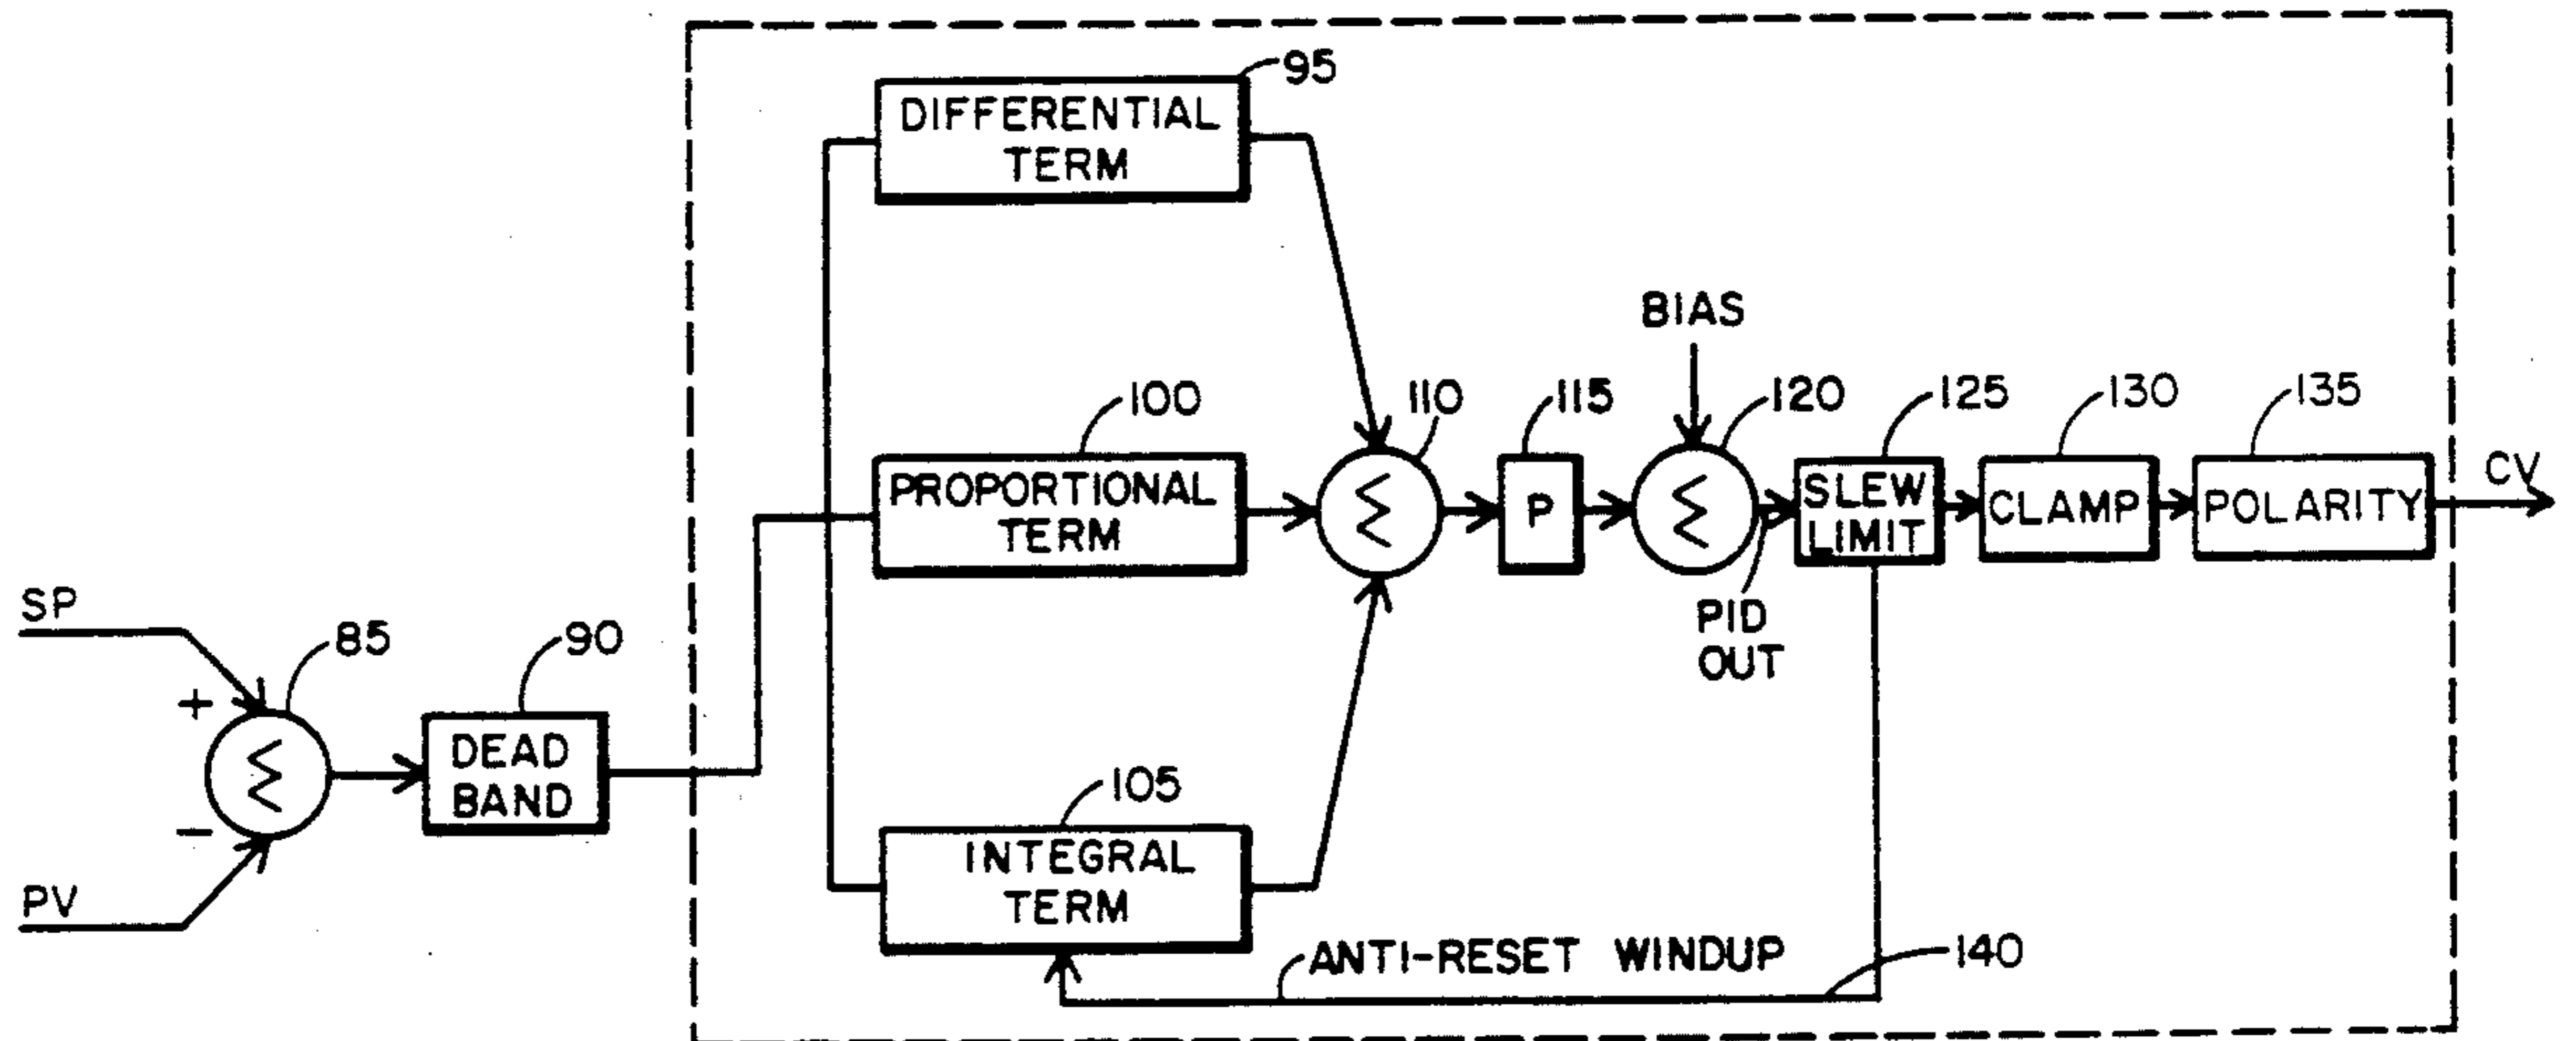 95
DIFFERENTIAL
TERM
BIAS
100
110
115
120
125
130
135
PROPORTIONAL
TERM
Σ
P
Σ
SLEW
LIMIT
CLAMP
POLARITY
CV
PID
OUT
SP
85
90
+
Σ
DEAD
BAND
−
PV
105
INTEGRAL
TERM
ANTI-RESET WINDUP
140